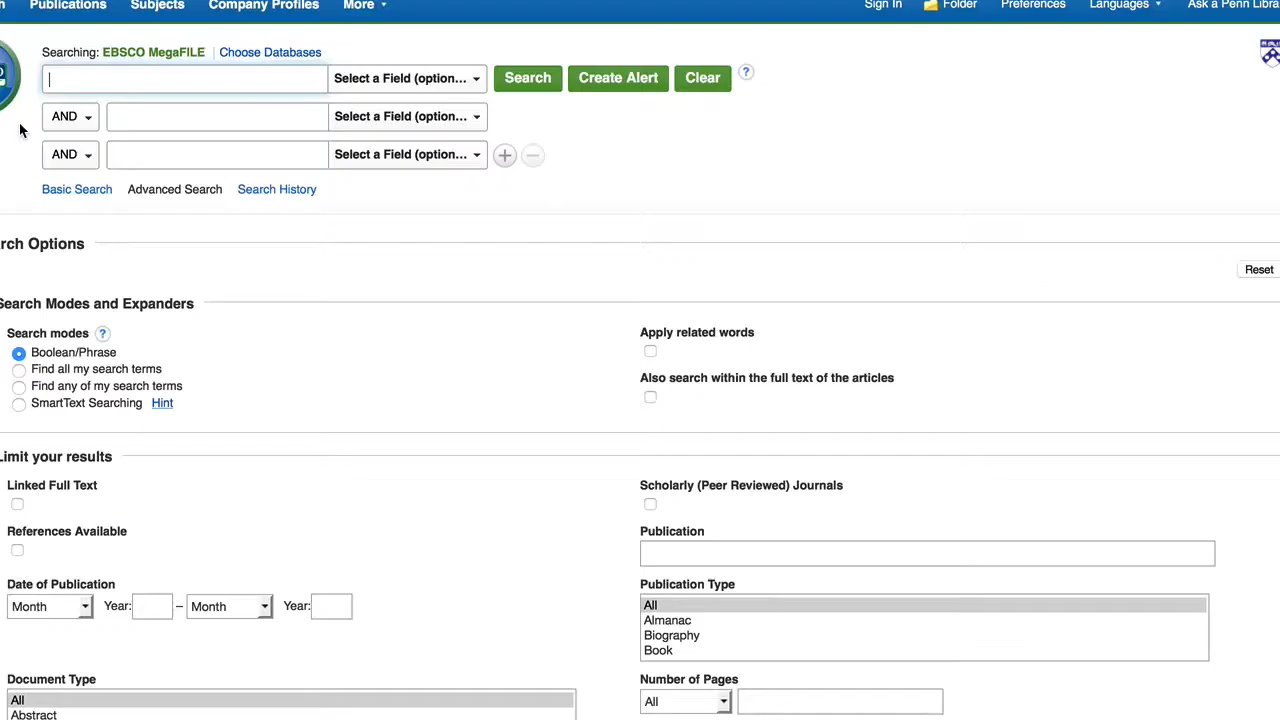 Publications Subjects Company Profiles More Sign In Folder Preferences Languages Ask a Penn Libra
Searching: EBSCO MegaFILE Choose Databases
Select a Field (option... Search Create Alert Clear ?
AND Select a Field (option...
AND Select a Field (option...
Basic Search Advanced Search Search History
rch Options
Reset
Search Modes and Expanders
Search modes ? Apply related words
Boolean/Phrase
Find all my search terms
Also search within the full text of the articles
Find any of my search terms
SmartText Searching Hint
Limit your results
Linked Full Text Scholarly (Peer Reviewed) Journals
References Available Publication
Date of Publication Publication Type
Month Year: – Month Year: All
Almanac
Biography
Book
Document Type Number of Pages
All All
Abstract